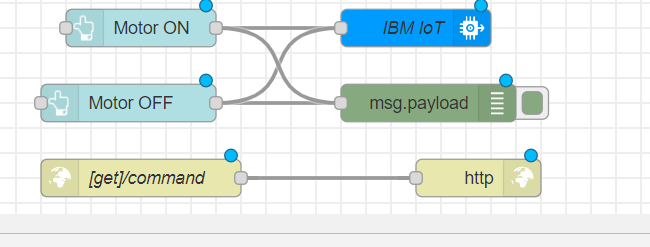 Motor ON
IBM IoT
Motor OFF
msg.payload
[get]/command
http